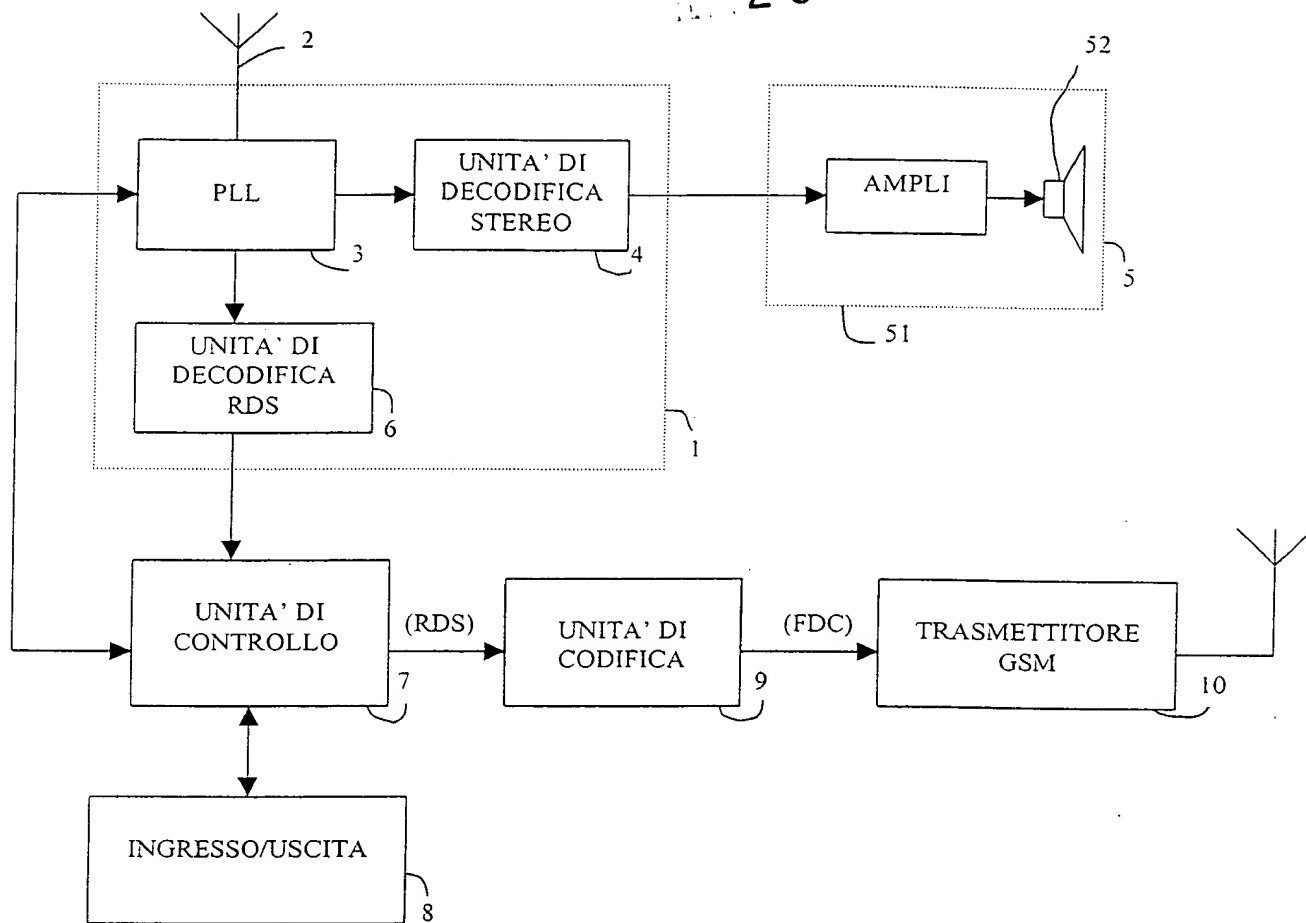 2
52
PLL
3
UNITA' DI
DECODIFICA
STEREO
4
AMPLI
5
51
UNITA' DI
DECODIFICA
RDS
6
1
UNITA' DI
CONTROLLO
7
(RDS)
UNITA' DI
CODIFICA
9
(FDC)
TRASMETTITORE
GSM
10
INGRESSO/USCITA
8